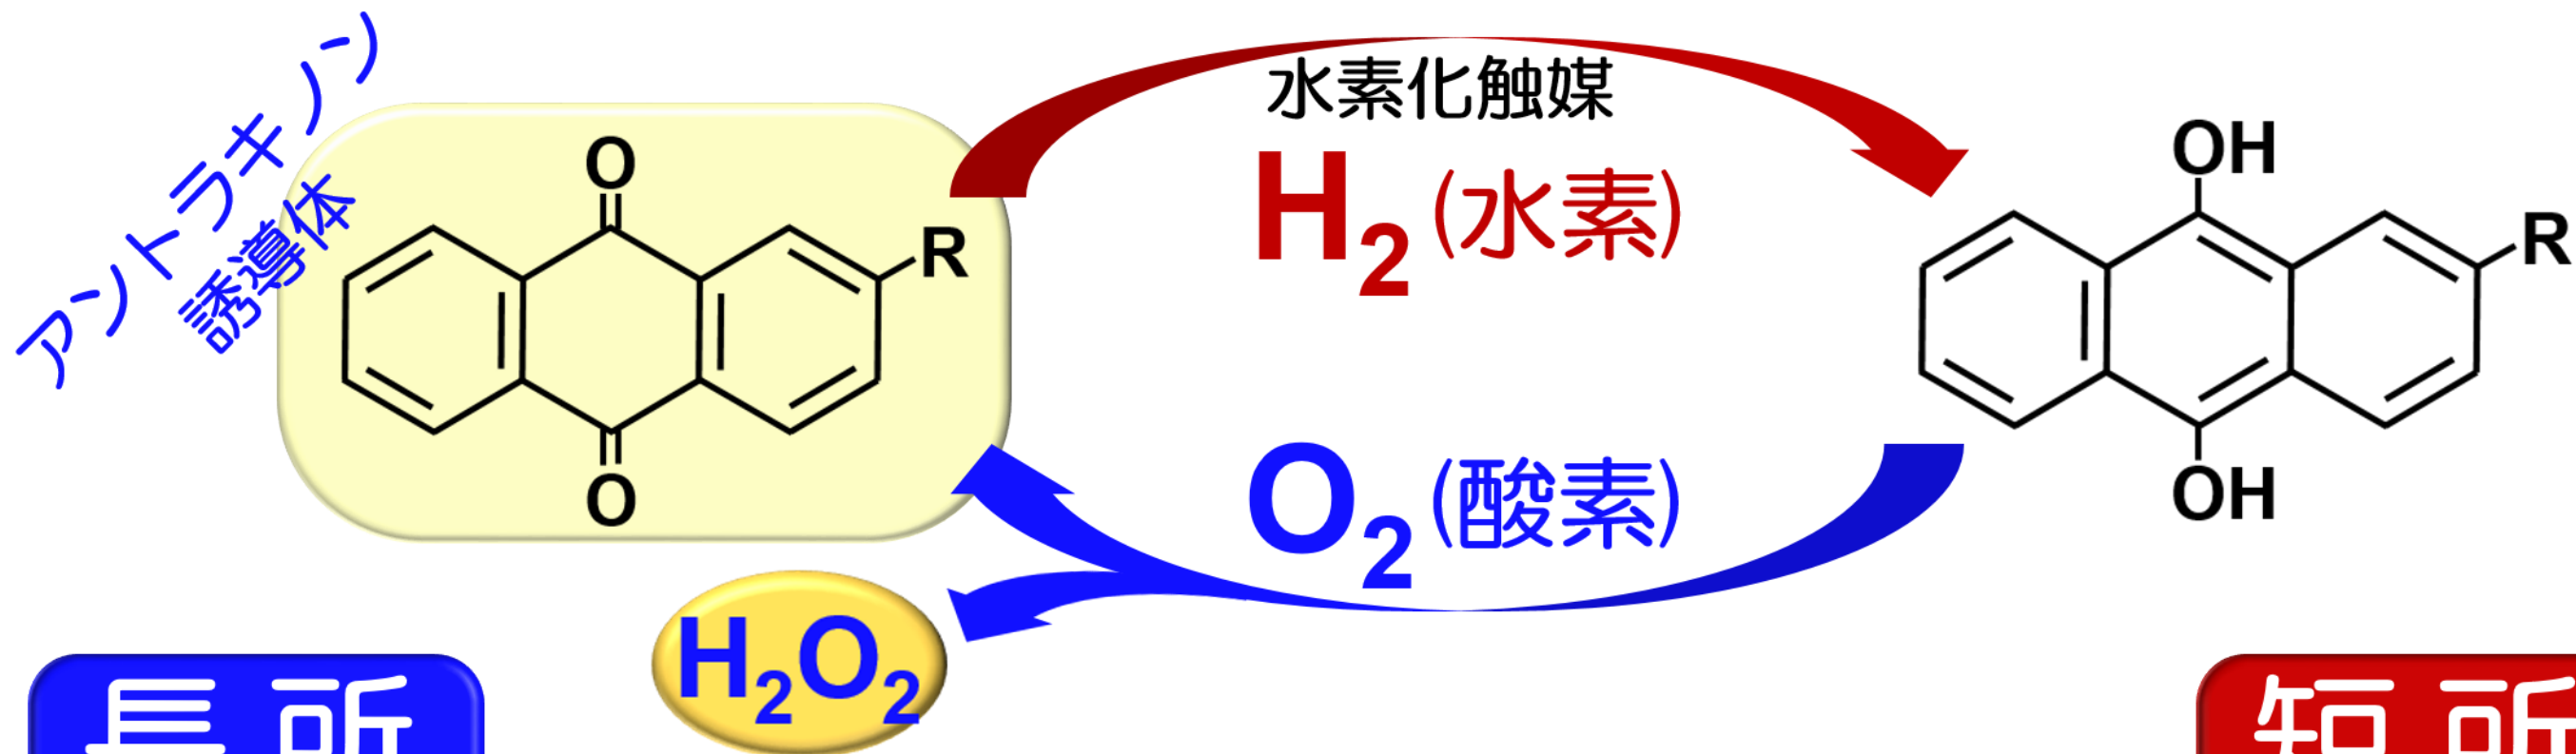 アントラキノン
誘導体
O
R
O
水素化触媒
H2(水素)
O2(酸素)
OH
R
OH
H2O2
長所
短所